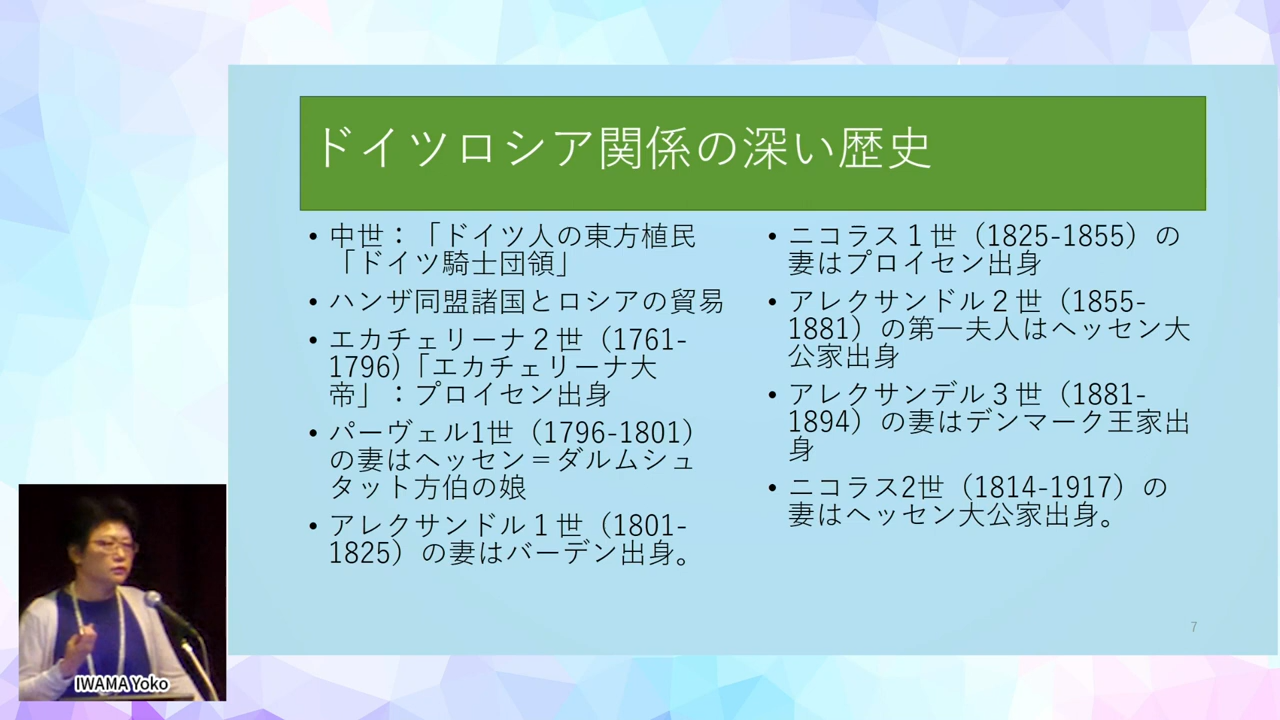 ドイツロシア関係の深い歴史
• 中世：「ドイツ人の東方植民
「ドイツ騎士団領」
• ハンザ同盟諸国とロシアの貿易
• エカチェリーナ２世（1761-
1796)「エカチェリーナ大
帝」：プロイセン出身
• パーヴェル1世（1796-1801）
の妻はヘッセン＝ダルムシュ
タット方伯の娘
• アレクサンドル１世（1801-
1825）の妻はバーデン出身。
• ニコラス１世（1825-1855）の
妻はプロイセン出身
• アレクサンドル２世（1855-
1881）の第一夫人はヘッセン大
公家出身
• アレクサンデル３世（1881-
1894）の妻はデンマーク王家出
身
• ニコラス2世（1814-1917）の
妻はヘッセン大公家出身。
7
IWAMA Yoko